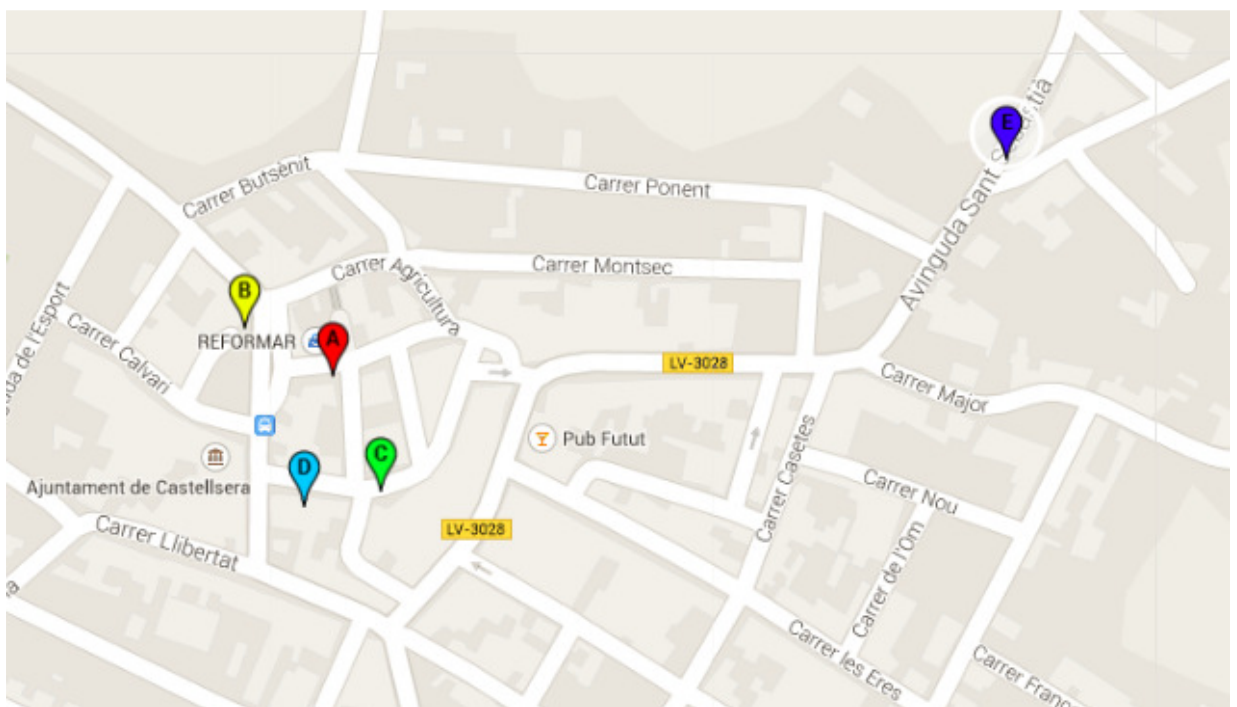 E
Avinguda Sant
Carrer Butsènit
Carrer Ponent
Carrer Agricultura
Carrer Montsec
B
REFORMAR
A
LV-3028
Carrer Calvari
de l'Esport
Carrer Major
Pub Futut
C
D
Carrer Casetes
Ajuntament de Castellsera
Carrer Nou
LV-3028
Carrer Llibertat
Carrer de l'Om
Carrer les Eres
Carrer Franc